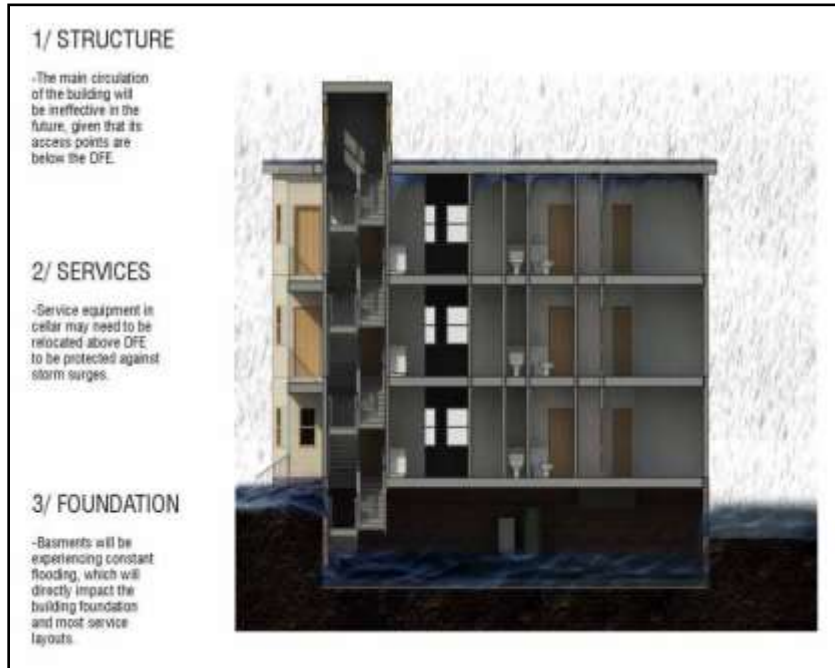 1/ STRUCTURE
-The main circulation
of the building will
be ineffective in the
future, given that its
access points are
below the DFE.
2/ SERVICES
-Service equipment in
cellar may need to be
relocated above DFE
to be protected against
storm surges.
3/ FOUNDATION
-Basments will be
experiencing constant
flooding, which will
directly impact the
building foundation
and most service
layouts.